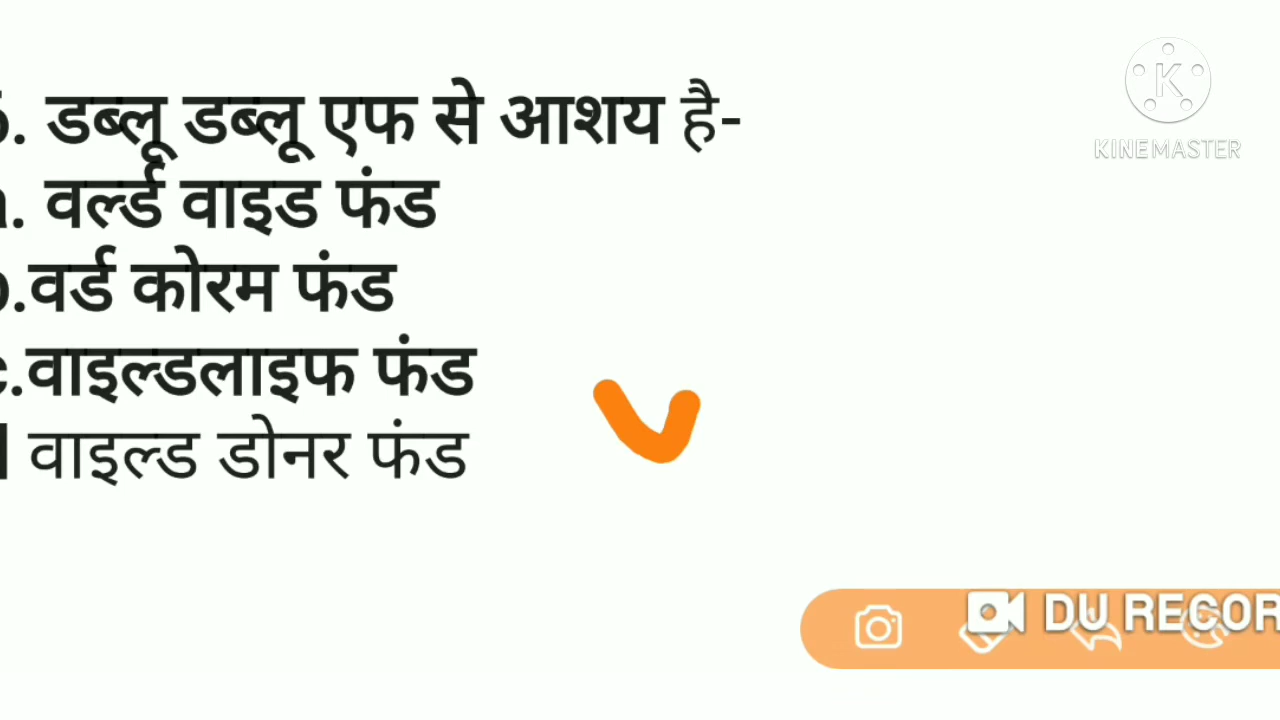 . डब्लू डब्लू एफ से आशय है-
. वर्ल्ड वाइड फंड
.वर्ड कोरम फंड
c.वाइल्डलाइफ फंड
वाइल्ड डोनर फंड
K
KINEMASTER
DU RECOR